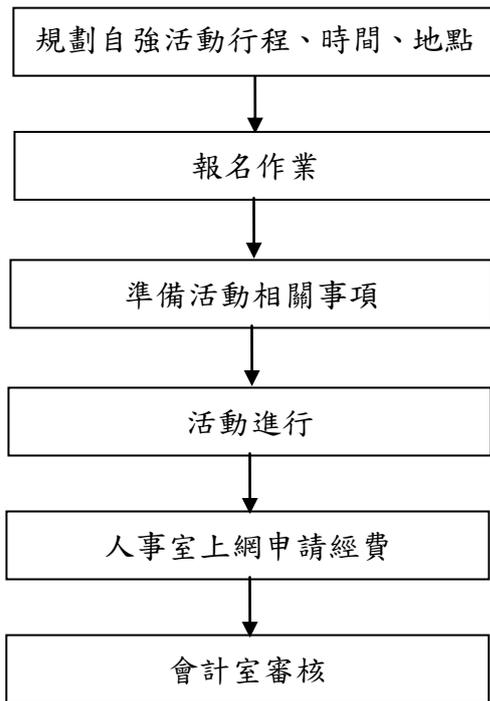 規劃自強活動行程、時間、地點
報名作業
準備活動相關事項
活動進行
人事室上網申請經費
會計室審核